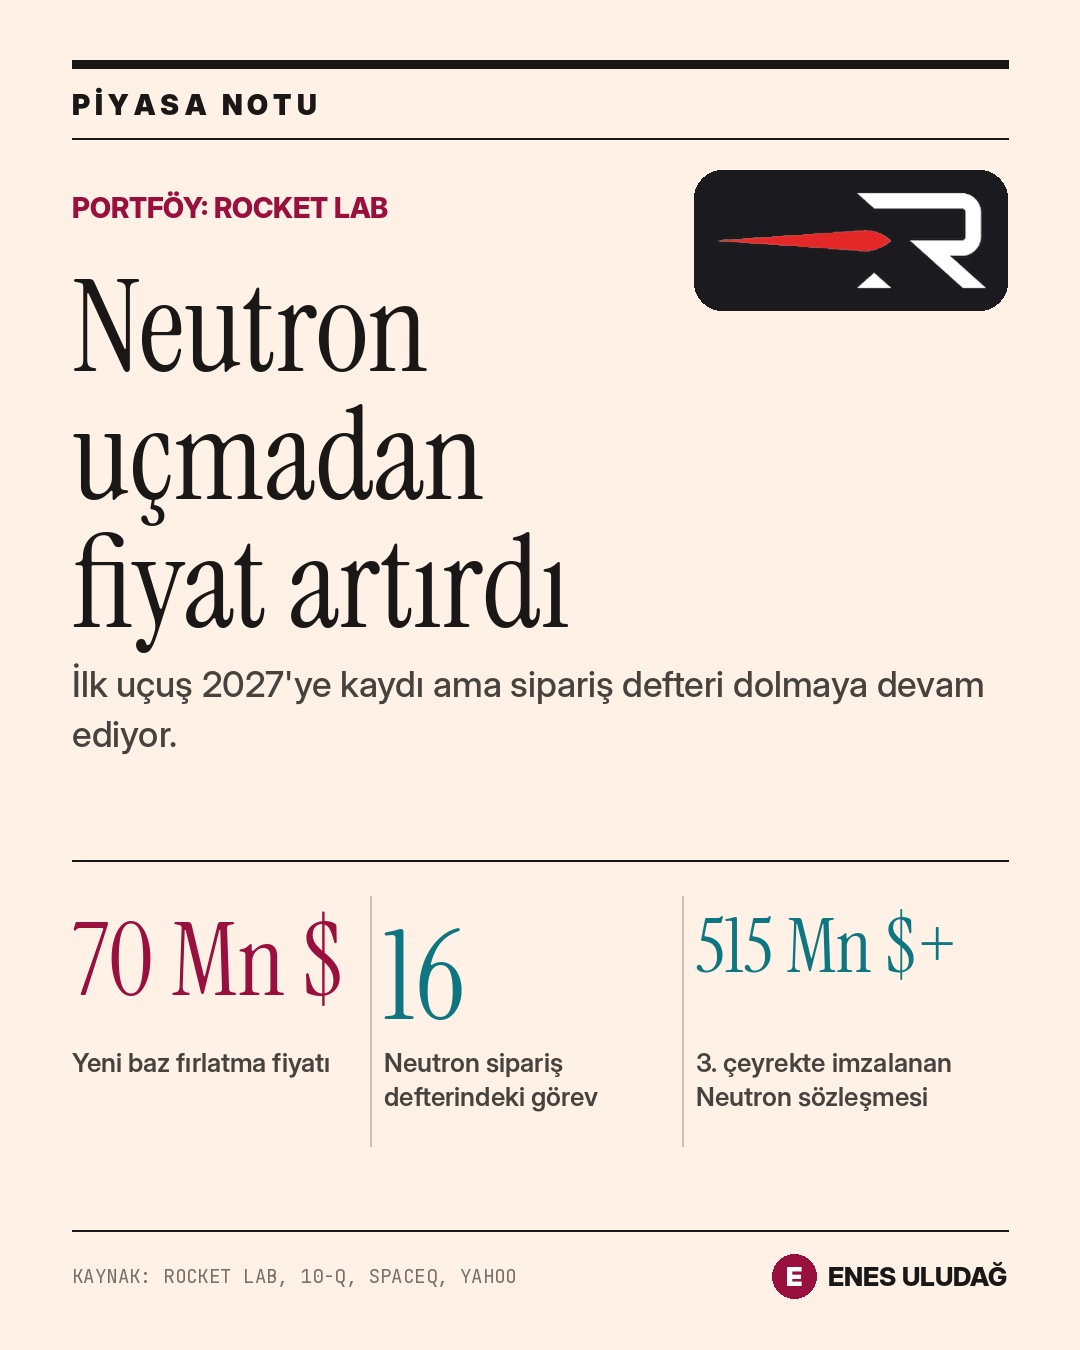 PİYASA NOTU
PORTFÖY: ROCKET LAB
Neutron
uçmadan
fiyat artırdı
İlk uçuş 2027'ye kaydı ama sipariş defteri dolmaya devam
ediyor.
70 Mn $
Yeni baz fırlatma fiyatı
16
Neutron sipariş
defterindeki görev
515 Mn $+
3. çeyrekte imzalanan
Neutron sözleşmesi
KAYNAK: ROCKET LAB, 10-Q, SPACEQ, YAHOO
E ENES ULUDAĞ